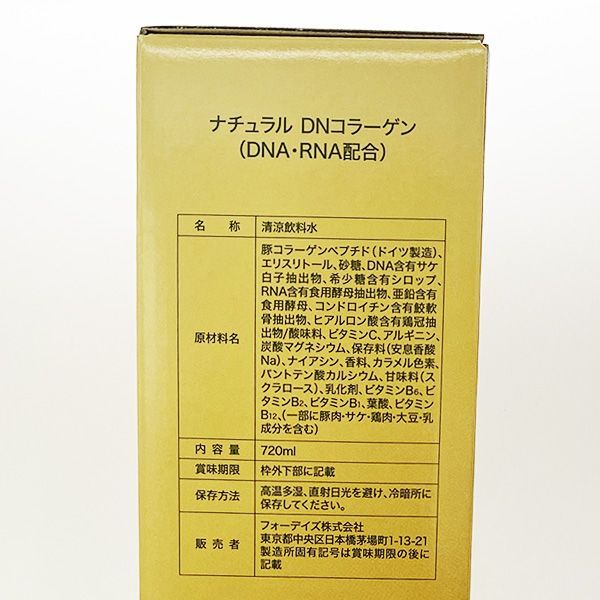 ナチュラル DNコラーゲン
(DNA・RNA配合)
名 称 清涼飲料水
原材料名
豚コラーゲンペプチド(ドイツ製造)、
エリスリトール、砂糖、DNA含有サケ
白子抽出物、希少糖含有シロップ、
RNA含有食用酵母抽出物、亜鉛含有
食用酵母、コンドロイチン含有鮫軟
骨抽出物、ヒアルロン酸含有鶏冠抽
出物/酸味料、ビタミンC、アルギニン、
炭酸マグネシウム、保存料(安息香酸
Na)、ナイアシン、香料、カラメル色素、
パントテン酸カルシウム、甘味料(ス
クラロース)、乳化剤、ビタミンB6、ビ
タミンB2、ビタミンB1、葉酸、ビタミン
B12、(一部に豚肉・サケ・鶏肉・大豆・乳
成分を含む)
内 容 量 720ml
賞味期限 枠外下部に記載
保存方法 高温多湿、直射日光を避け、冷暗所に
保存してください。
販 売 者
フォーデイズ株式会社
東京都中央区日本橋茅場町1-13-21
製造所固有記号は賞味期限の後に
記載